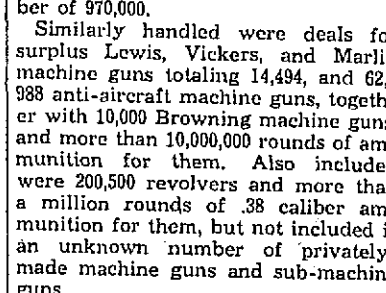 ber of 970,000.
Similarly handled were deals fo
surplus Lewis, Vickers, and Marli
machine guns totaling 14,494, and 62,
988 anti-aircraft machine guns, togeth
er with 10,000 Browning machine gun
and more than 10,000,000 rounds of am
munition for them. Also include
were 200,500 revolvers and more tha
a million rounds of .38 caliber am
munition for them, but not included i
an unknown number of privately
made machine guns and sub-machin
guns